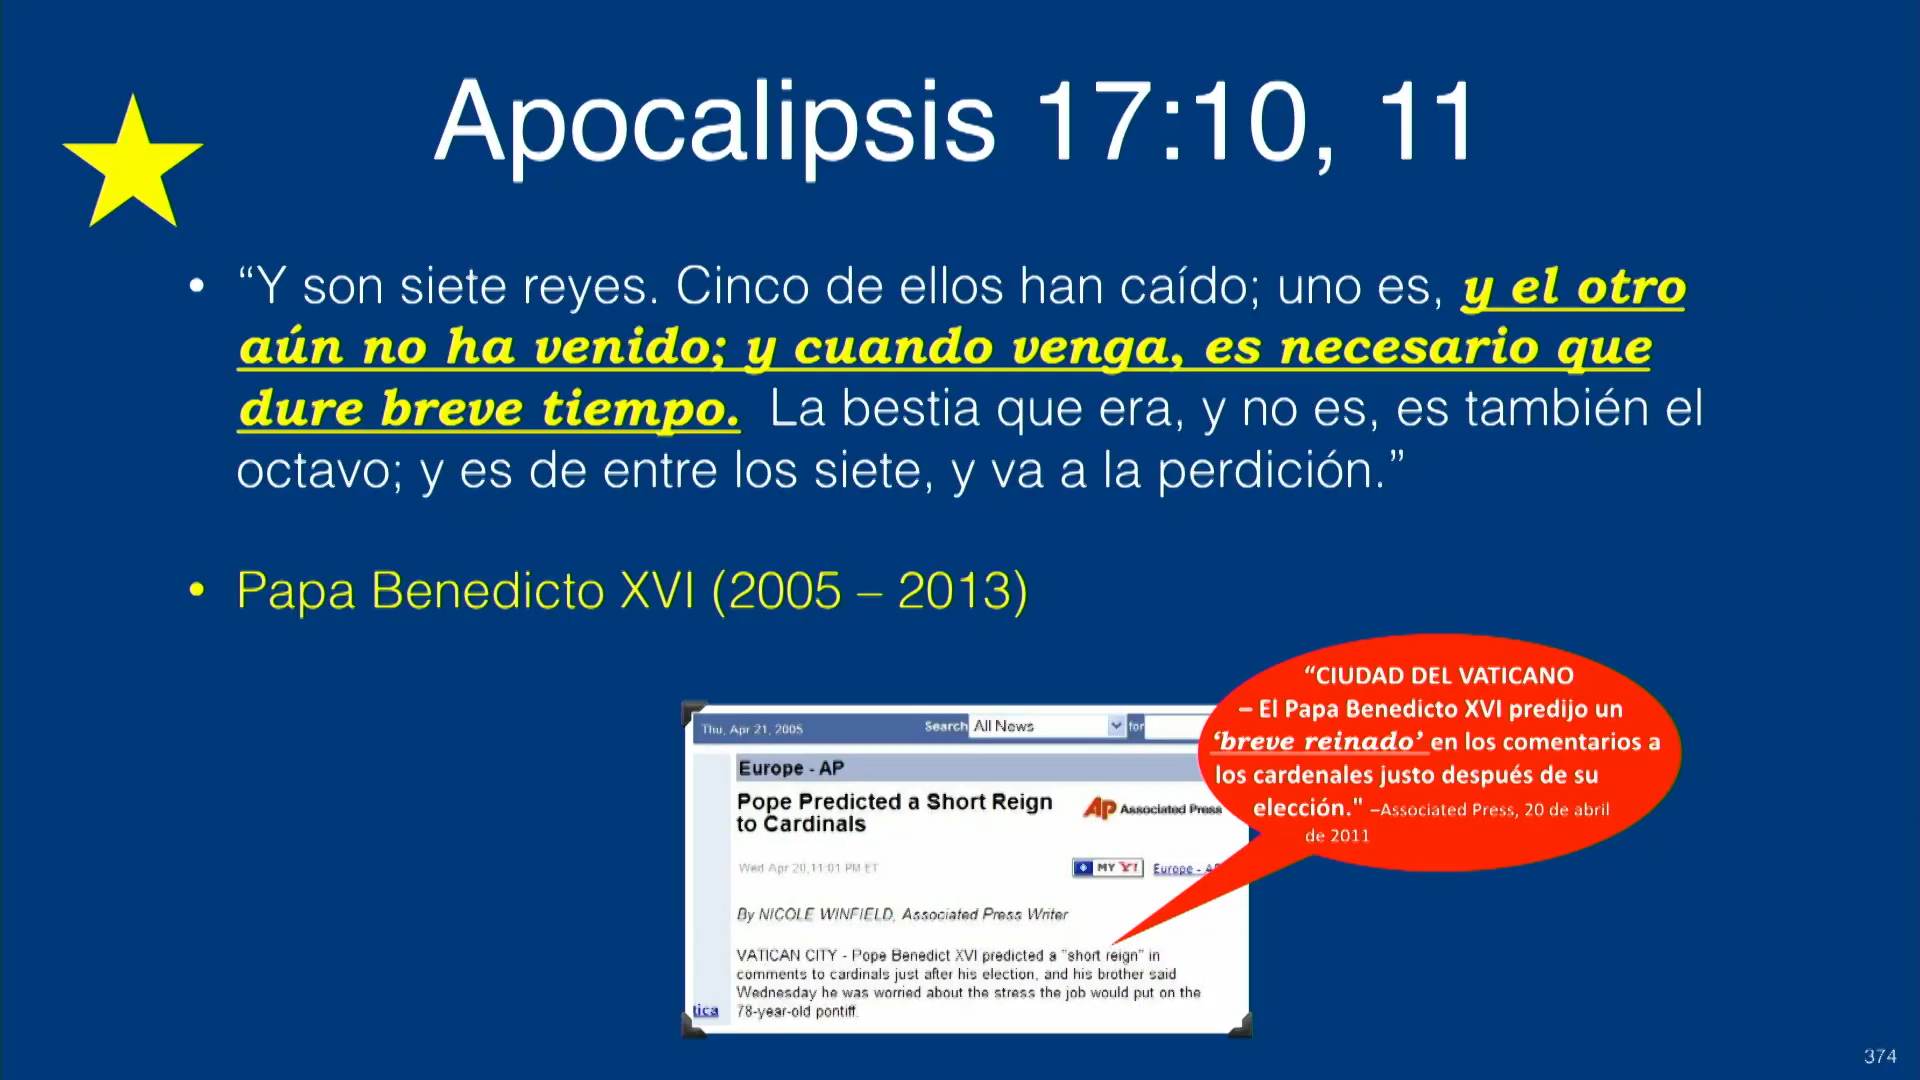 Apocalipsis 17:10, 11
• “Y son siete reyes. Cinco de ellos han caído; uno es, y el otro
aún no ha venido; y cuando venga, es necesario que
dure breve tiempo. La bestia que era, y no es, es también el
octavo; y es de entre los siete, y va a la perdición.”
• Papa Benedicto XVI (2005 – 2013)
“CIUDAD DEL VATICANO
– El Papa Benedicto XVI predijo un
‘breve reinado’ en los comentarios a
los cardenales justo después de su
elección." –Associated Press, 20 de abril
de 2011
Thu, Apr 21, 2005 Search All News for
Europe - AP
Pope Predicted a Short Reign
to Cardinals
AP Associated Press
Wed Apr 20,11:01 PM ET
MY Y! Europe - AP
By NICOLE WINFIELD, Associated Press Writer
VATICAN CITY - Pope Benedict XVI predicted a "short reign" in
comments to cardinals just after his election, and his brother said
Wednesday he was worried about the stress the job would put on the
tica 78-year-old pontiff.
374